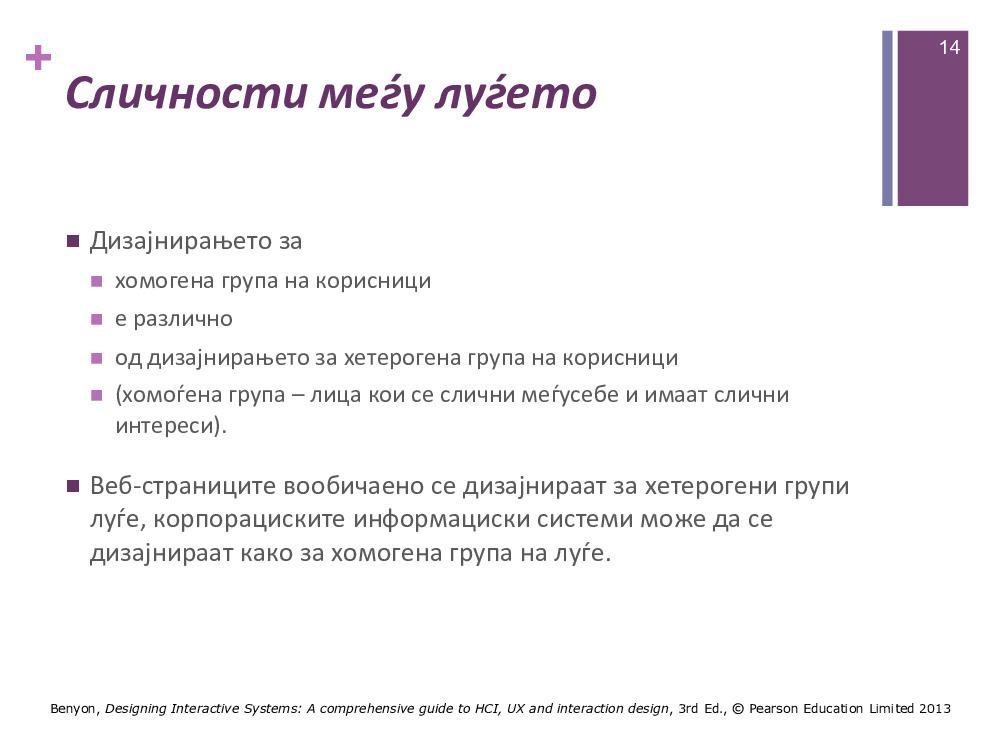 14
Сличности меѓу луѓето
Дизајнирањето за
хомогена група на корисници
е различно
од дизајнирањето за хетерогена група на корисници
(хомоѓена група – лица кои се слични меѓусебе и имаат слични
интереси).
Веб-страниците вообичаено се дизајнираат за хетерогени групи
луѓе, корпорациските информациски системи може да се
дизајнираат како за хомогена група на луѓе.
Benyon, Designing Interactive Systems: A comprehensive guide to HCI, UX and interaction design, 3rd Ed., © Pearson Education Limited 2013